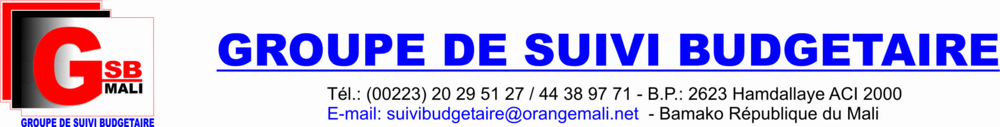 GSB
MALI
GROUPE DE SUIVI BUDGETAIRE
GROUPE DE SUIVI BUDGETAIRE
Tél.: (00223) 20 29 51 27 / 44 38 97 71 - B.P.: 2623 Hamdallaye ACI 2000
E-mail: suivibudgetaire@orangemali.net - Bamako République du Mali